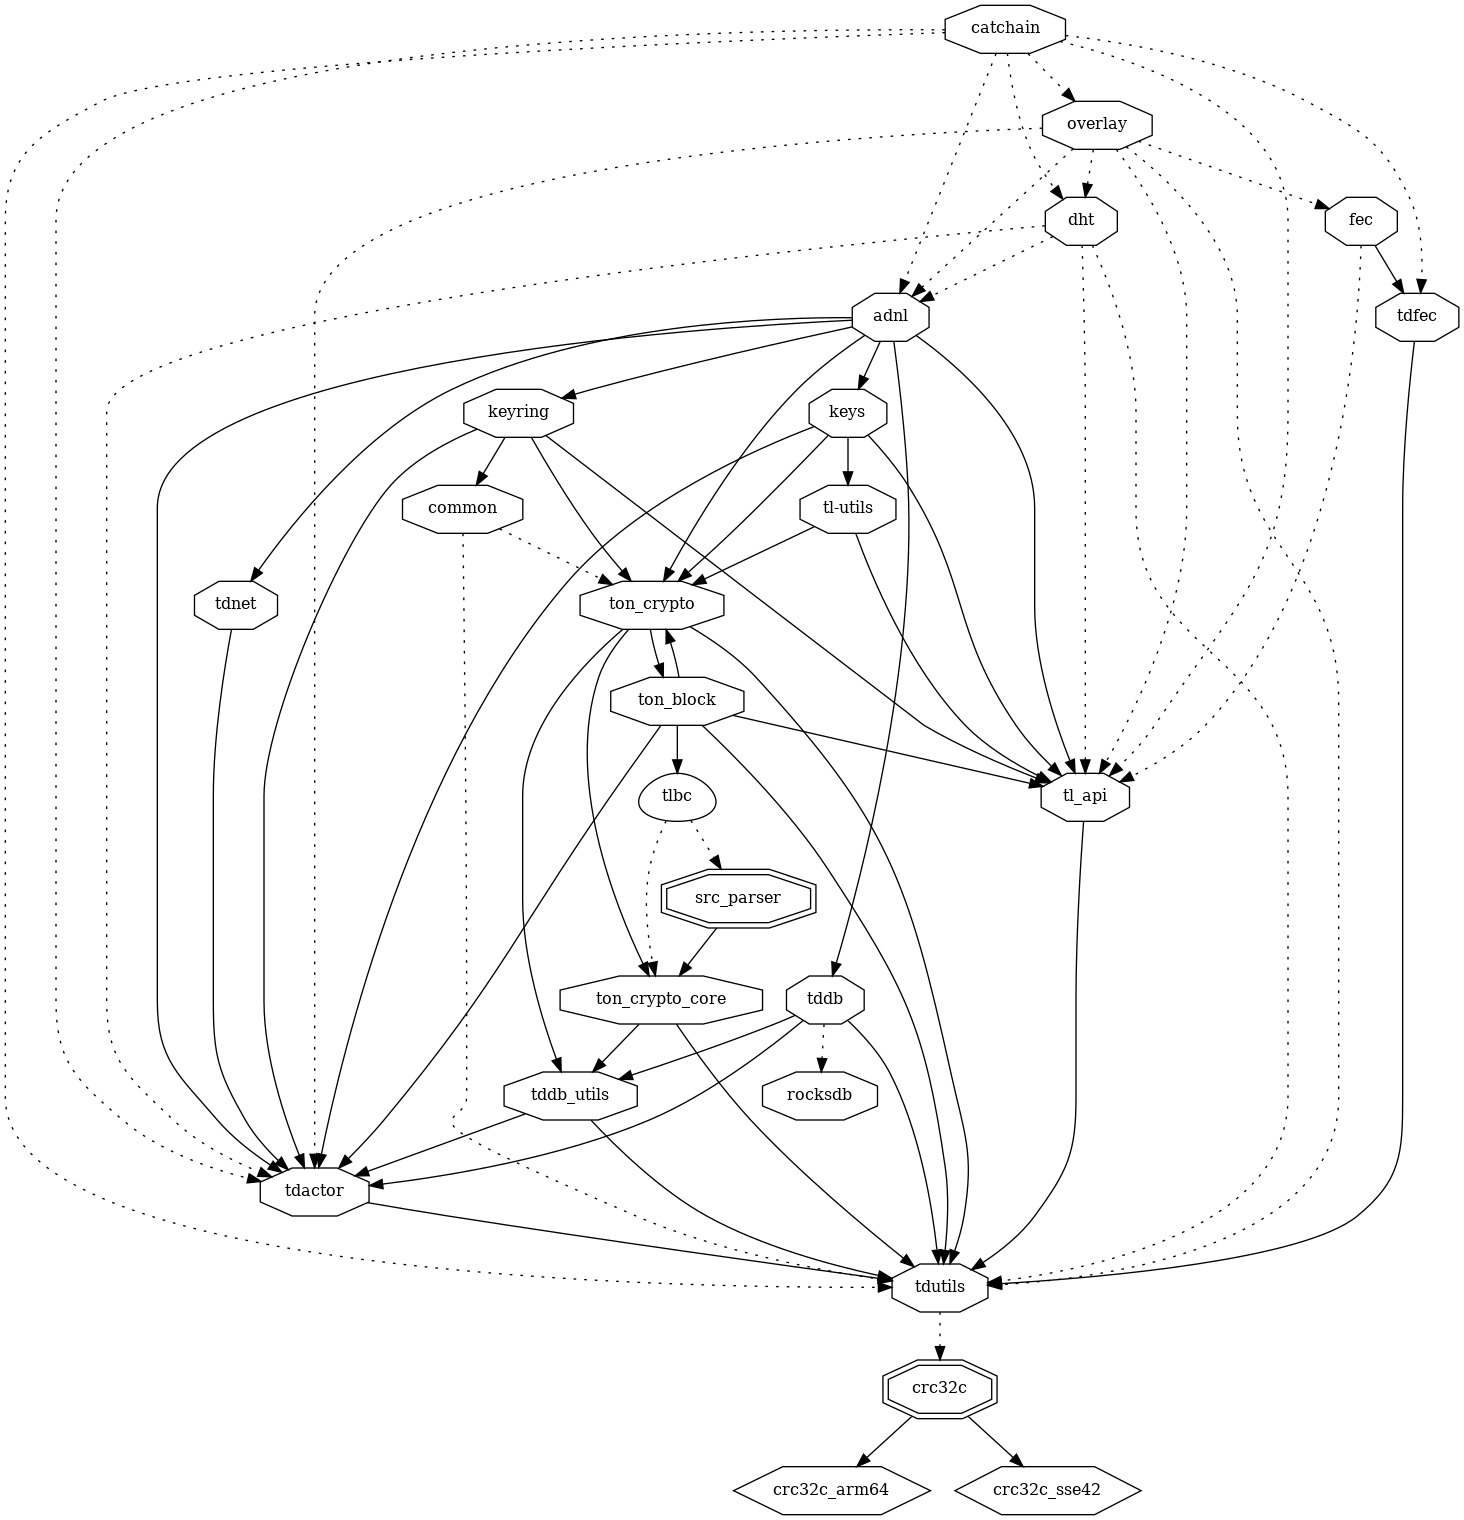 catchain
overlay
dht
fec
adnl
tdfec
keyring
keys
common
tl-utils
tdnet
ton_crypto
ton_block
tlbc
tl_api
src_parser
ton_crypto_core
tddb
tddb_utils
rocksdb
tdactor
tdutils
crc32c
crc32c_arm64
crc32c_sse42